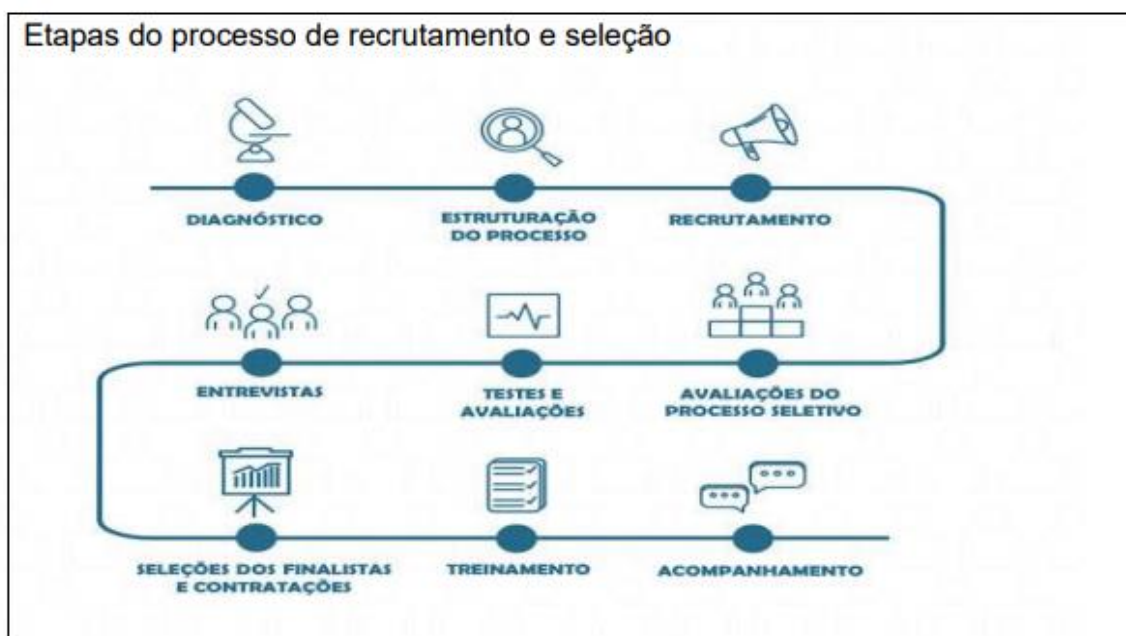 Etapas do processo de recrutamento e seleção
DIAGNÓSTICO
ESTRUTURAÇÃO
DO PROCESSO
RECRUTAMENTO
ENTREVISTAS
TESTES E
AVALIAÇÕES
AVALIAÇÕES DO
PROCESSO SELETIVO
SELEÇÕES DOS FINALISTAS
E CONTRATAÇÕES
TREINAMENTO
ACOMPANHAMENTO